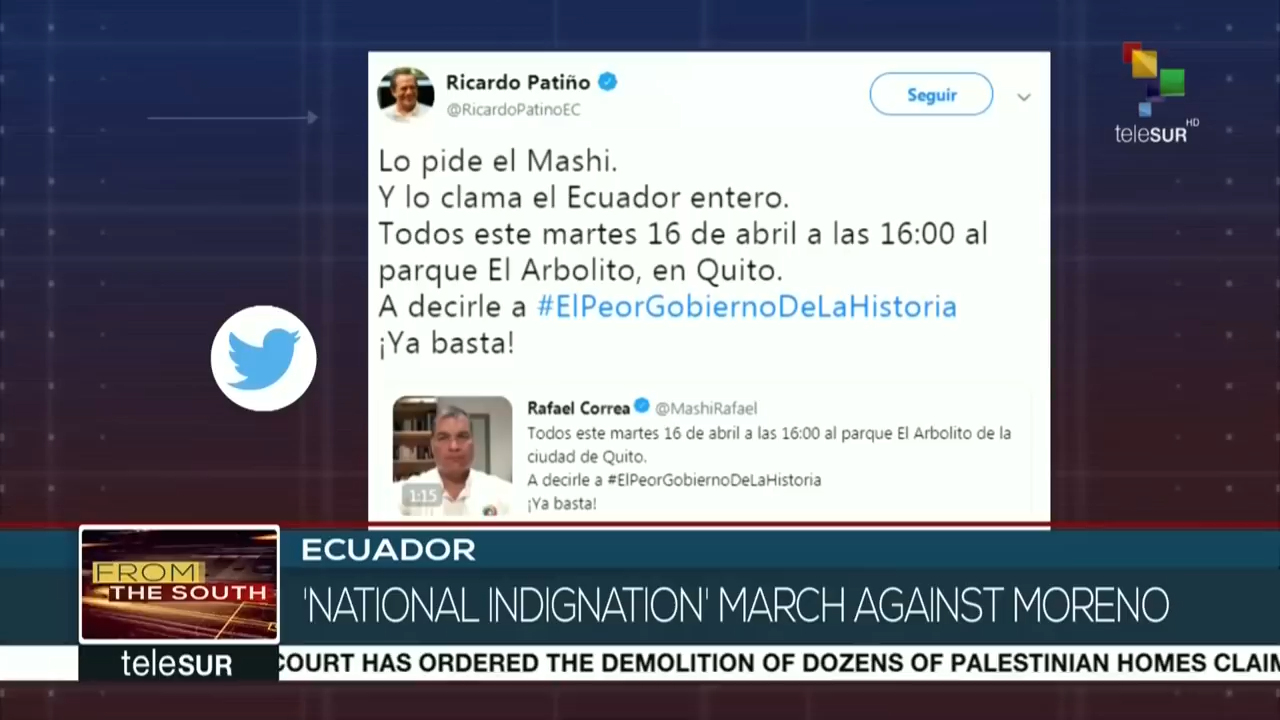 Ricardo Patiño
@RicardoPatinoEC
Seguir
Lo pide el Mashi.
Y lo clama el Ecuador entero.
Todos este martes 16 de abril a las 16:00 al
parque El Arbolito, en Quito.
A decirle a #ElPeorGobiernoDeLaHistoria
¡Ya basta!
Rafael Correa @MashiRafael
Todos este martes 16 de abril a las 16:00 al parque El Arbolito de la
ciudad de Quito.
A decirle a #ElPeorGobiernoDeLaHistoria
¡Ya basta!
1:15
teleSUR HD
ECUADOR
'NATIONAL INDIGNATION' MARCH AGAINST MORENO
FROM
THE SOUTH
teleSUR
COURT HAS ORDERED THE DEMOLITION OF DOZENS OF PALESTINIAN HOMES CLAIM